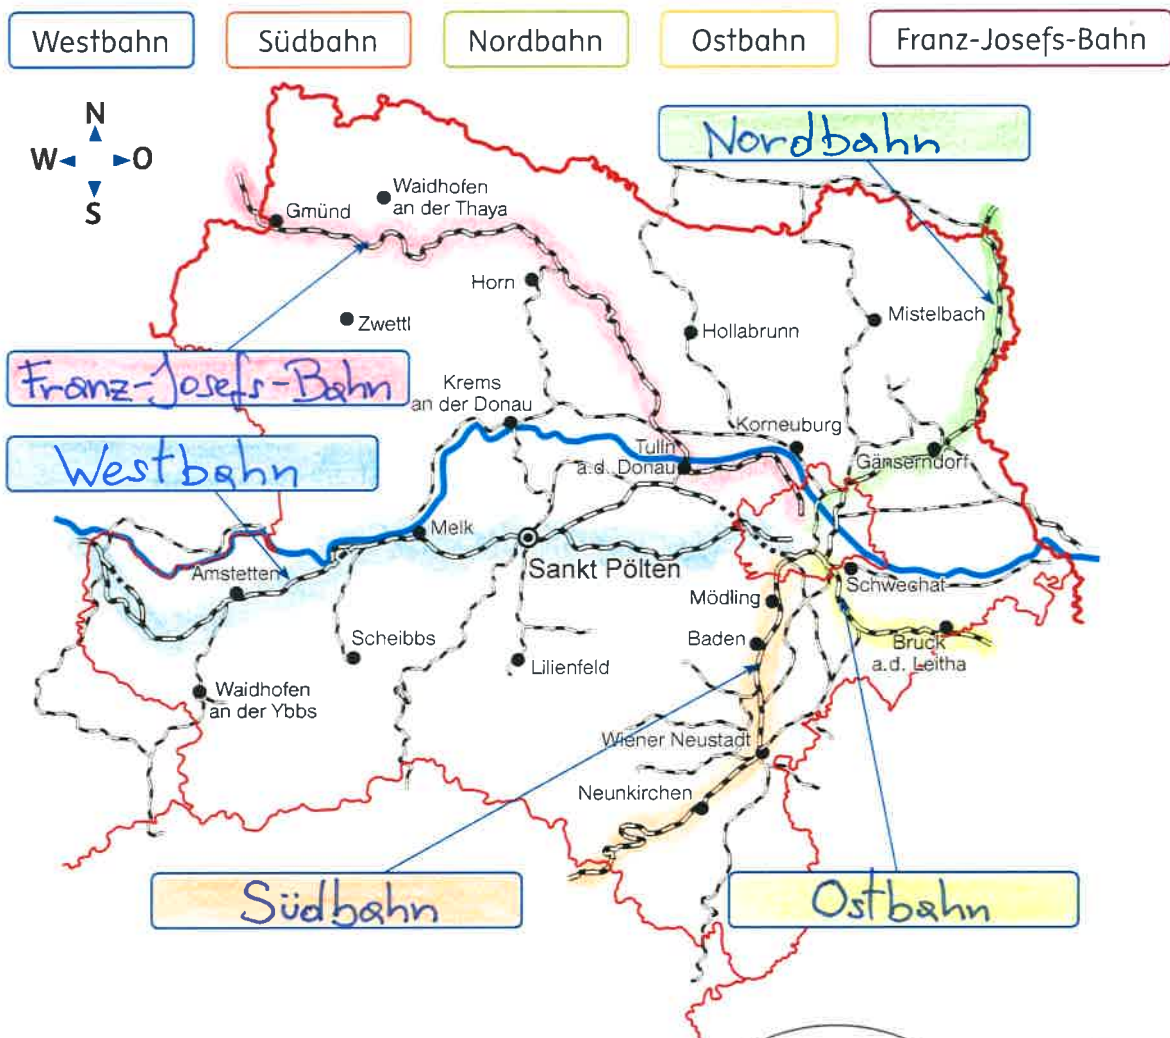 Westbahn
Südbahn
Nordbahn
Ostbahn
Franz-Josefs-Bahn
N
W O
S
Nordbahn
Waidhofen
an der Thaya
Gmünd
Horn
Mistelbach
Zwettl
Hollabrunn
Franz-Josefs-Bahn
Krems
an der Donau
Korneuburg
Westbahn
Tulln
a.d. Donau
Gänserndorf
Melk
Amstetten
Sankt Pölten
Schwechat
Mödling
Scheibbs
Baden
Bruck
a.d. Leitha
Lilienfeld
Waidhofen
an der Ybbs
Wiener Neustadt
Neunkirchen
Südbahn
Ostbahn